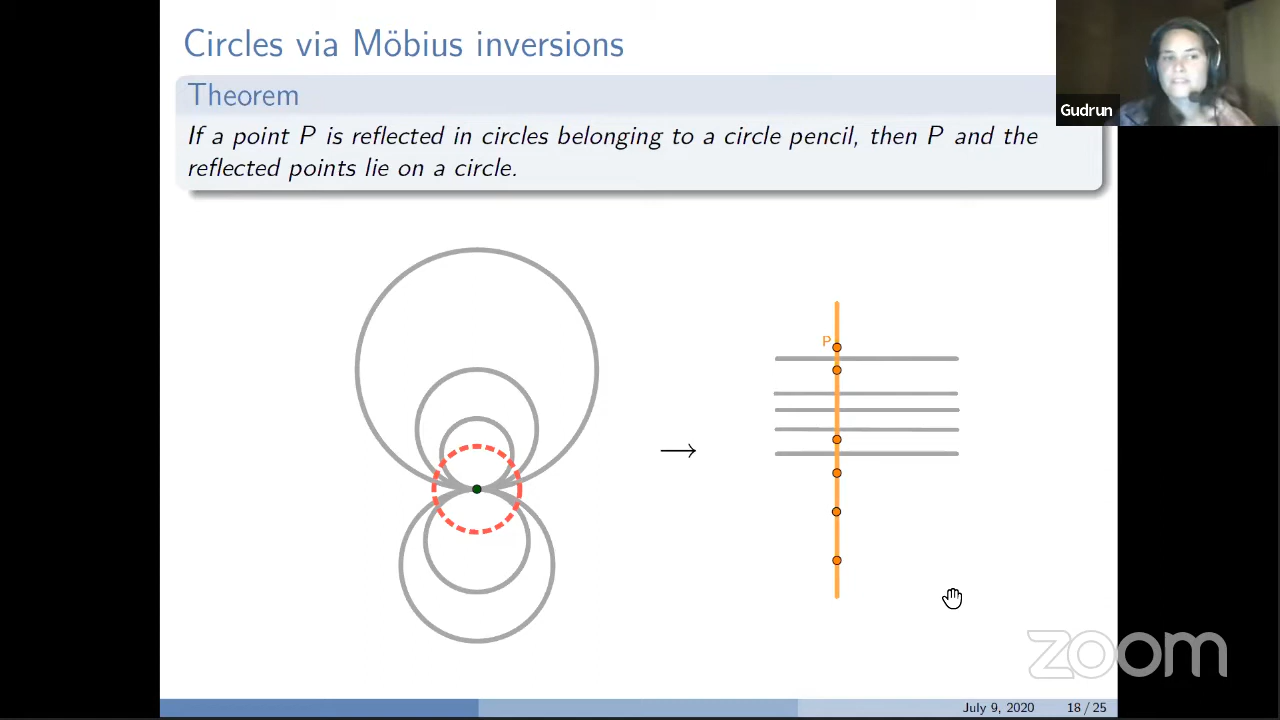 Circles via Möbius inversions
Theorem
If a point P is reflected in circles belonging to a circle pencil, then P and the
reflected points lie on a circle.
Gudrun
P
zoom
July 9, 2020
18 / 25